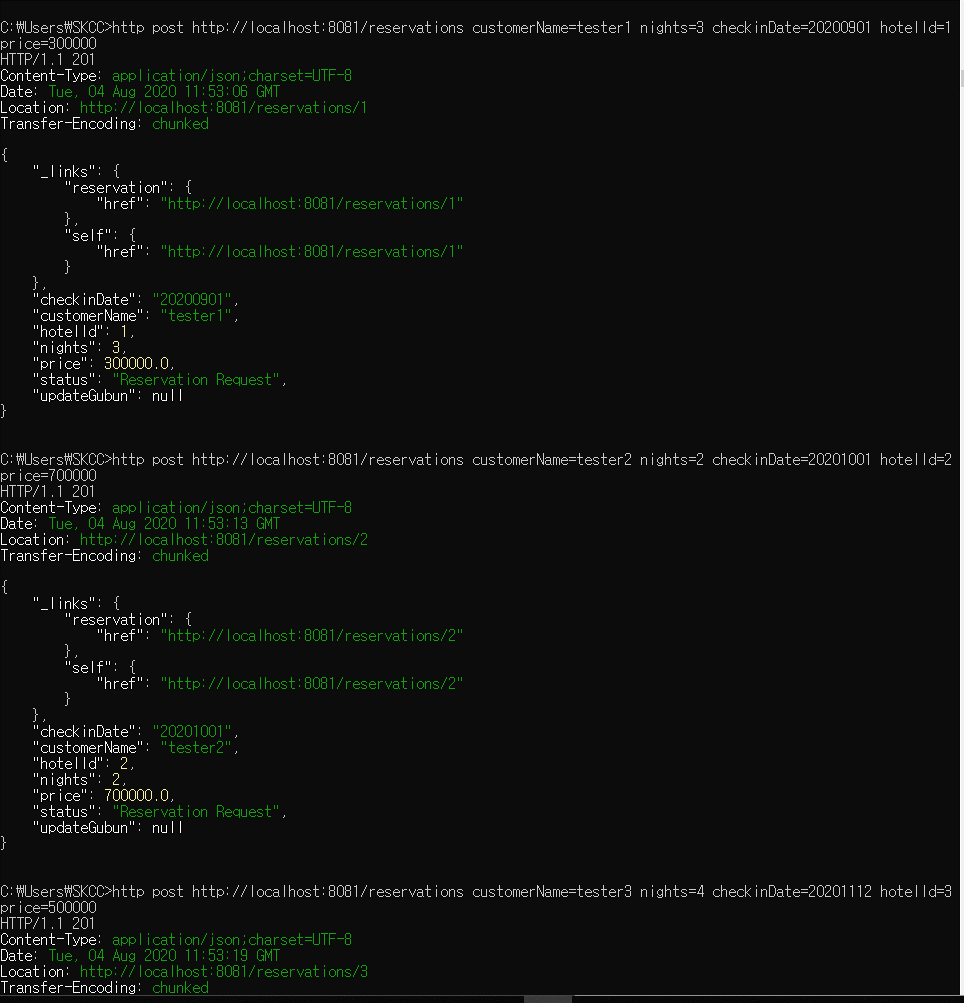 C:₩Users₩SKCC>http post http://localhost:8081/reservations customerName=tester1 nights=3 checkinDate=20200901 hotelId=1
price=300000
HTTP/1.1 201
Content-Type: application/json;charset=UTF-8
Date: Tue, 04 Aug 2020 11:53:06 GMT
Location: http://localhost:8081/reservations/1
Transfer-Encoding: chunked
{
"_links": {
"reservation": {
"href": "http://localhost:8081/reservations/1"
},
"self": {
"href": "http://localhost:8081/reservations/1"
}
},
"checkinDate": "20200901",
"customerName": "tester1",
"hotelId": 1,
"nights": 3,
"price": 300000.0,
"status": "Reservation Request",
"updateGubun": null
}
C:₩Users₩SKCC>http post http://localhost:8081/reservations customerName=tester2 nights=2 checkinDate=20201001 hotelId=2
price=700000
HTTP/1.1 201
Content-Type: application/json;charset=UTF-8
Date: Tue, 04 Aug 2020 11:53:13 GMT
Location: http://localhost:8081/reservations/2
Transfer-Encoding: chunked
{
"_links": {
"reservation": {
"href": "http://localhost:8081/reservations/2"
},
"self": {
"href": "http://localhost:8081/reservations/2"
}
},
"checkinDate": "20201001",
"customerName": "tester2",
"hotelId": 2,
"nights": 2,
"price": 700000.0,
"status": "Reservation Request",
"updateGubun": null
}
C:₩Users₩SKCC>http post http://localhost:8081/reservations customerName=tester3 nights=4 checkinDate=20201112 hotelId=3
price=500000
HTTP/1.1 201
Content-Type: application/json;charset=UTF-8
Date: Tue, 04 Aug 2020 11:53:19 GMT
Location: http://localhost:8081/reservations/3
Transfer-Encoding: chunked